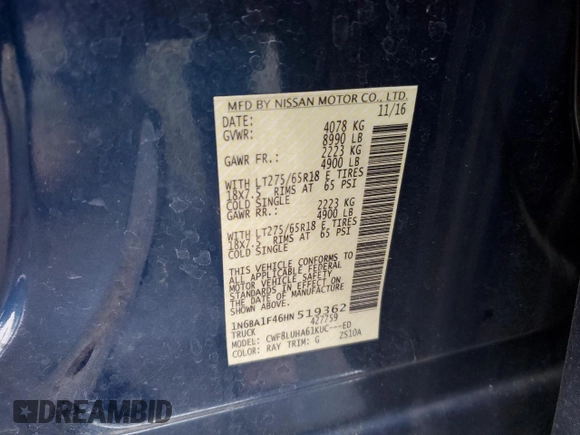 MFD BY NISSAN MOTOR CO., LTD.
DATE: 11/16
GVWR: 4078 KG
8990 LB
GAWR FR.: 2223 KG
4900 LB
WITH LT275/65R18 E TIRES
18X7.5 RIMS AT 65 PSI
COLD SINGLE
GAWR RR.: 2223 KG
4900 LB
WITH LT275/65R18 E TIRES
18X7.5 RIMS AT 65 PSI
COLD SINGLE
THIS VEHICLE CONFORMS TO
ALL APPLICABLE FEDERAL
MOTOR VEHICLE SAFETY
STANDARDS IN EFFECT ON
THE DATE OF MANUFACTURE
SHOWN ABOVE.
1N6BA1F46HN519362
TRUCK 427759
MODEL: CWF8LUHA61KUC---ED
COLOR: RAY TRIM: G 2S10A
DREAMBID